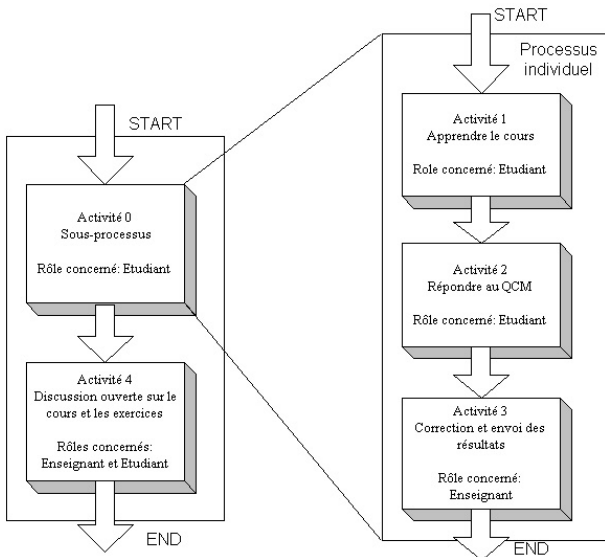 START
Activité 0
Sous-processus
Rôle concerné: Etudiant
Activité 4
Discussion ouverte sur le
cours et les exercices
Rôles concernés:
Enseignant et Etudiant
END
START
Processus
individuel
Activité 1
Apprendre le cours
Role concerné: Etudiant
Activité 2
Répondre au QCM
Rôle concerné: Etudiant
Activité 3
Correction et envoi des
résultats
Rôle concerné:
Enseignant
END